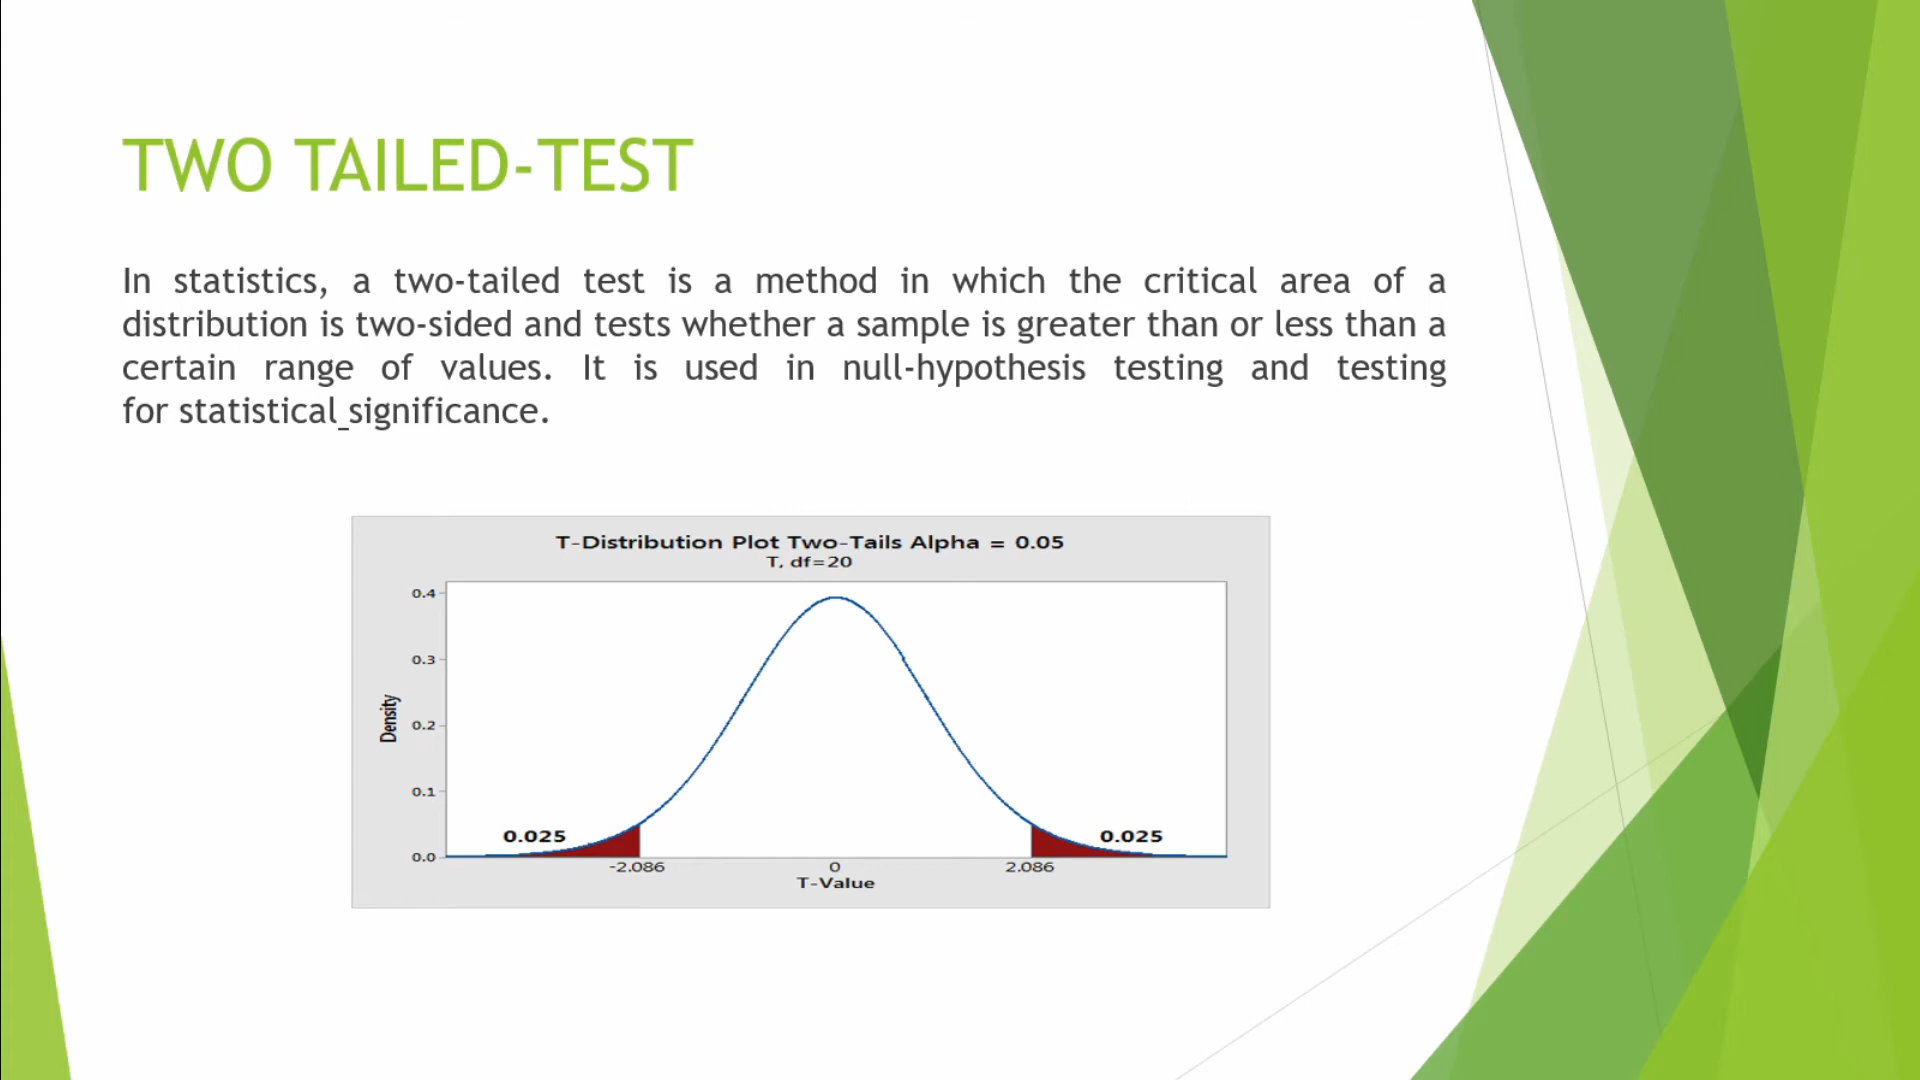 TWO TAILED-TEST
In statistics, a two-tailed test is a method in which the critical area of a
distribution is two-sided and tests whether a sample is greater than or less than a
certain range of values. It is used in null-hypothesis testing and testing
for statistical significance.
T-Distribution Plot Two-Tails Alpha = 0.05
T, df=20
0.4
0.3
0.2
0.1
0.0
Density
0.025
0.025
-2.086
0
2.086
T-Value